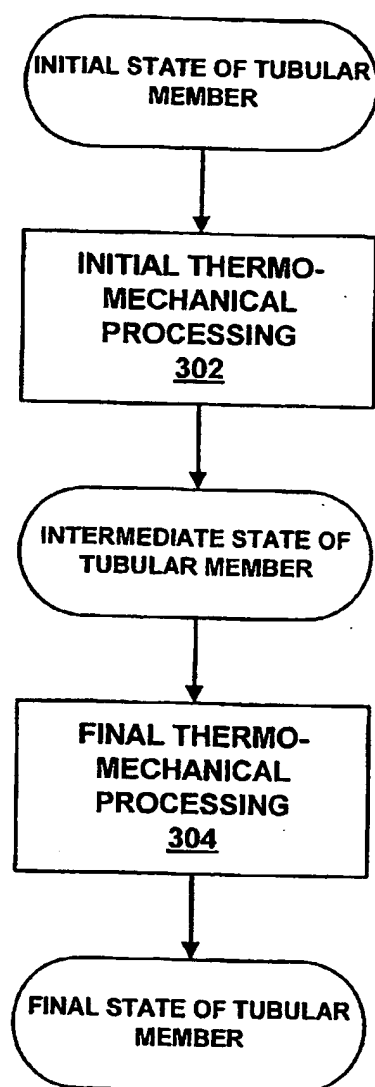 INITIAL STATE OF TUBULAR
MEMBER
INITIAL THERMO-
MECHANICAL
PROCESSING
302
INTERMEDIATE STATE OF
TUBULAR MEMBER
FINAL THERMO-
MECHANICAL
PROCESSING
304
FINAL STATE OF TUBULAR
MEMBER